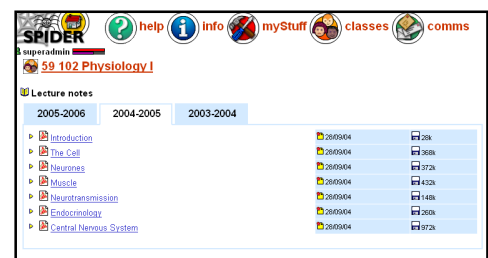 SPIDER help info myStuff classes comms
superadmin
59 102 Physiology I
Lecture notes
2005-2006 2004-2005 2003-2004
Introduction 28/09/04 28k
The Cell 28/09/04 368k
Neurones 28/09/04 372k
Muscle 28/09/04 432k
Neurotransmission 28/09/04 148k
Endocrinology 28/09/04 260k
Central Nervous System 28/09/04 972k